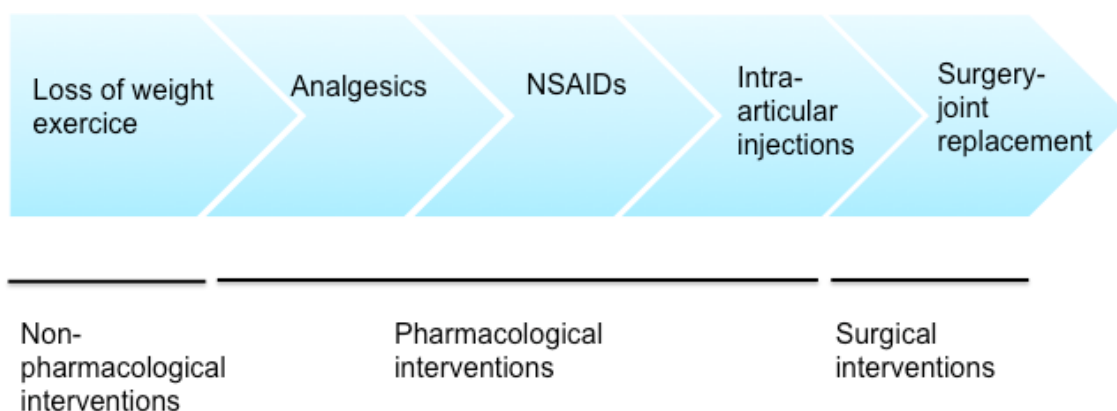 Loss of weight
exercice
Analgesics
NSAIDs
Intra-
articular
injections
Surgery-
joint
replacement
Non-
pharmacological
interventions
Pharmacological
interventions
Surgical
interventions